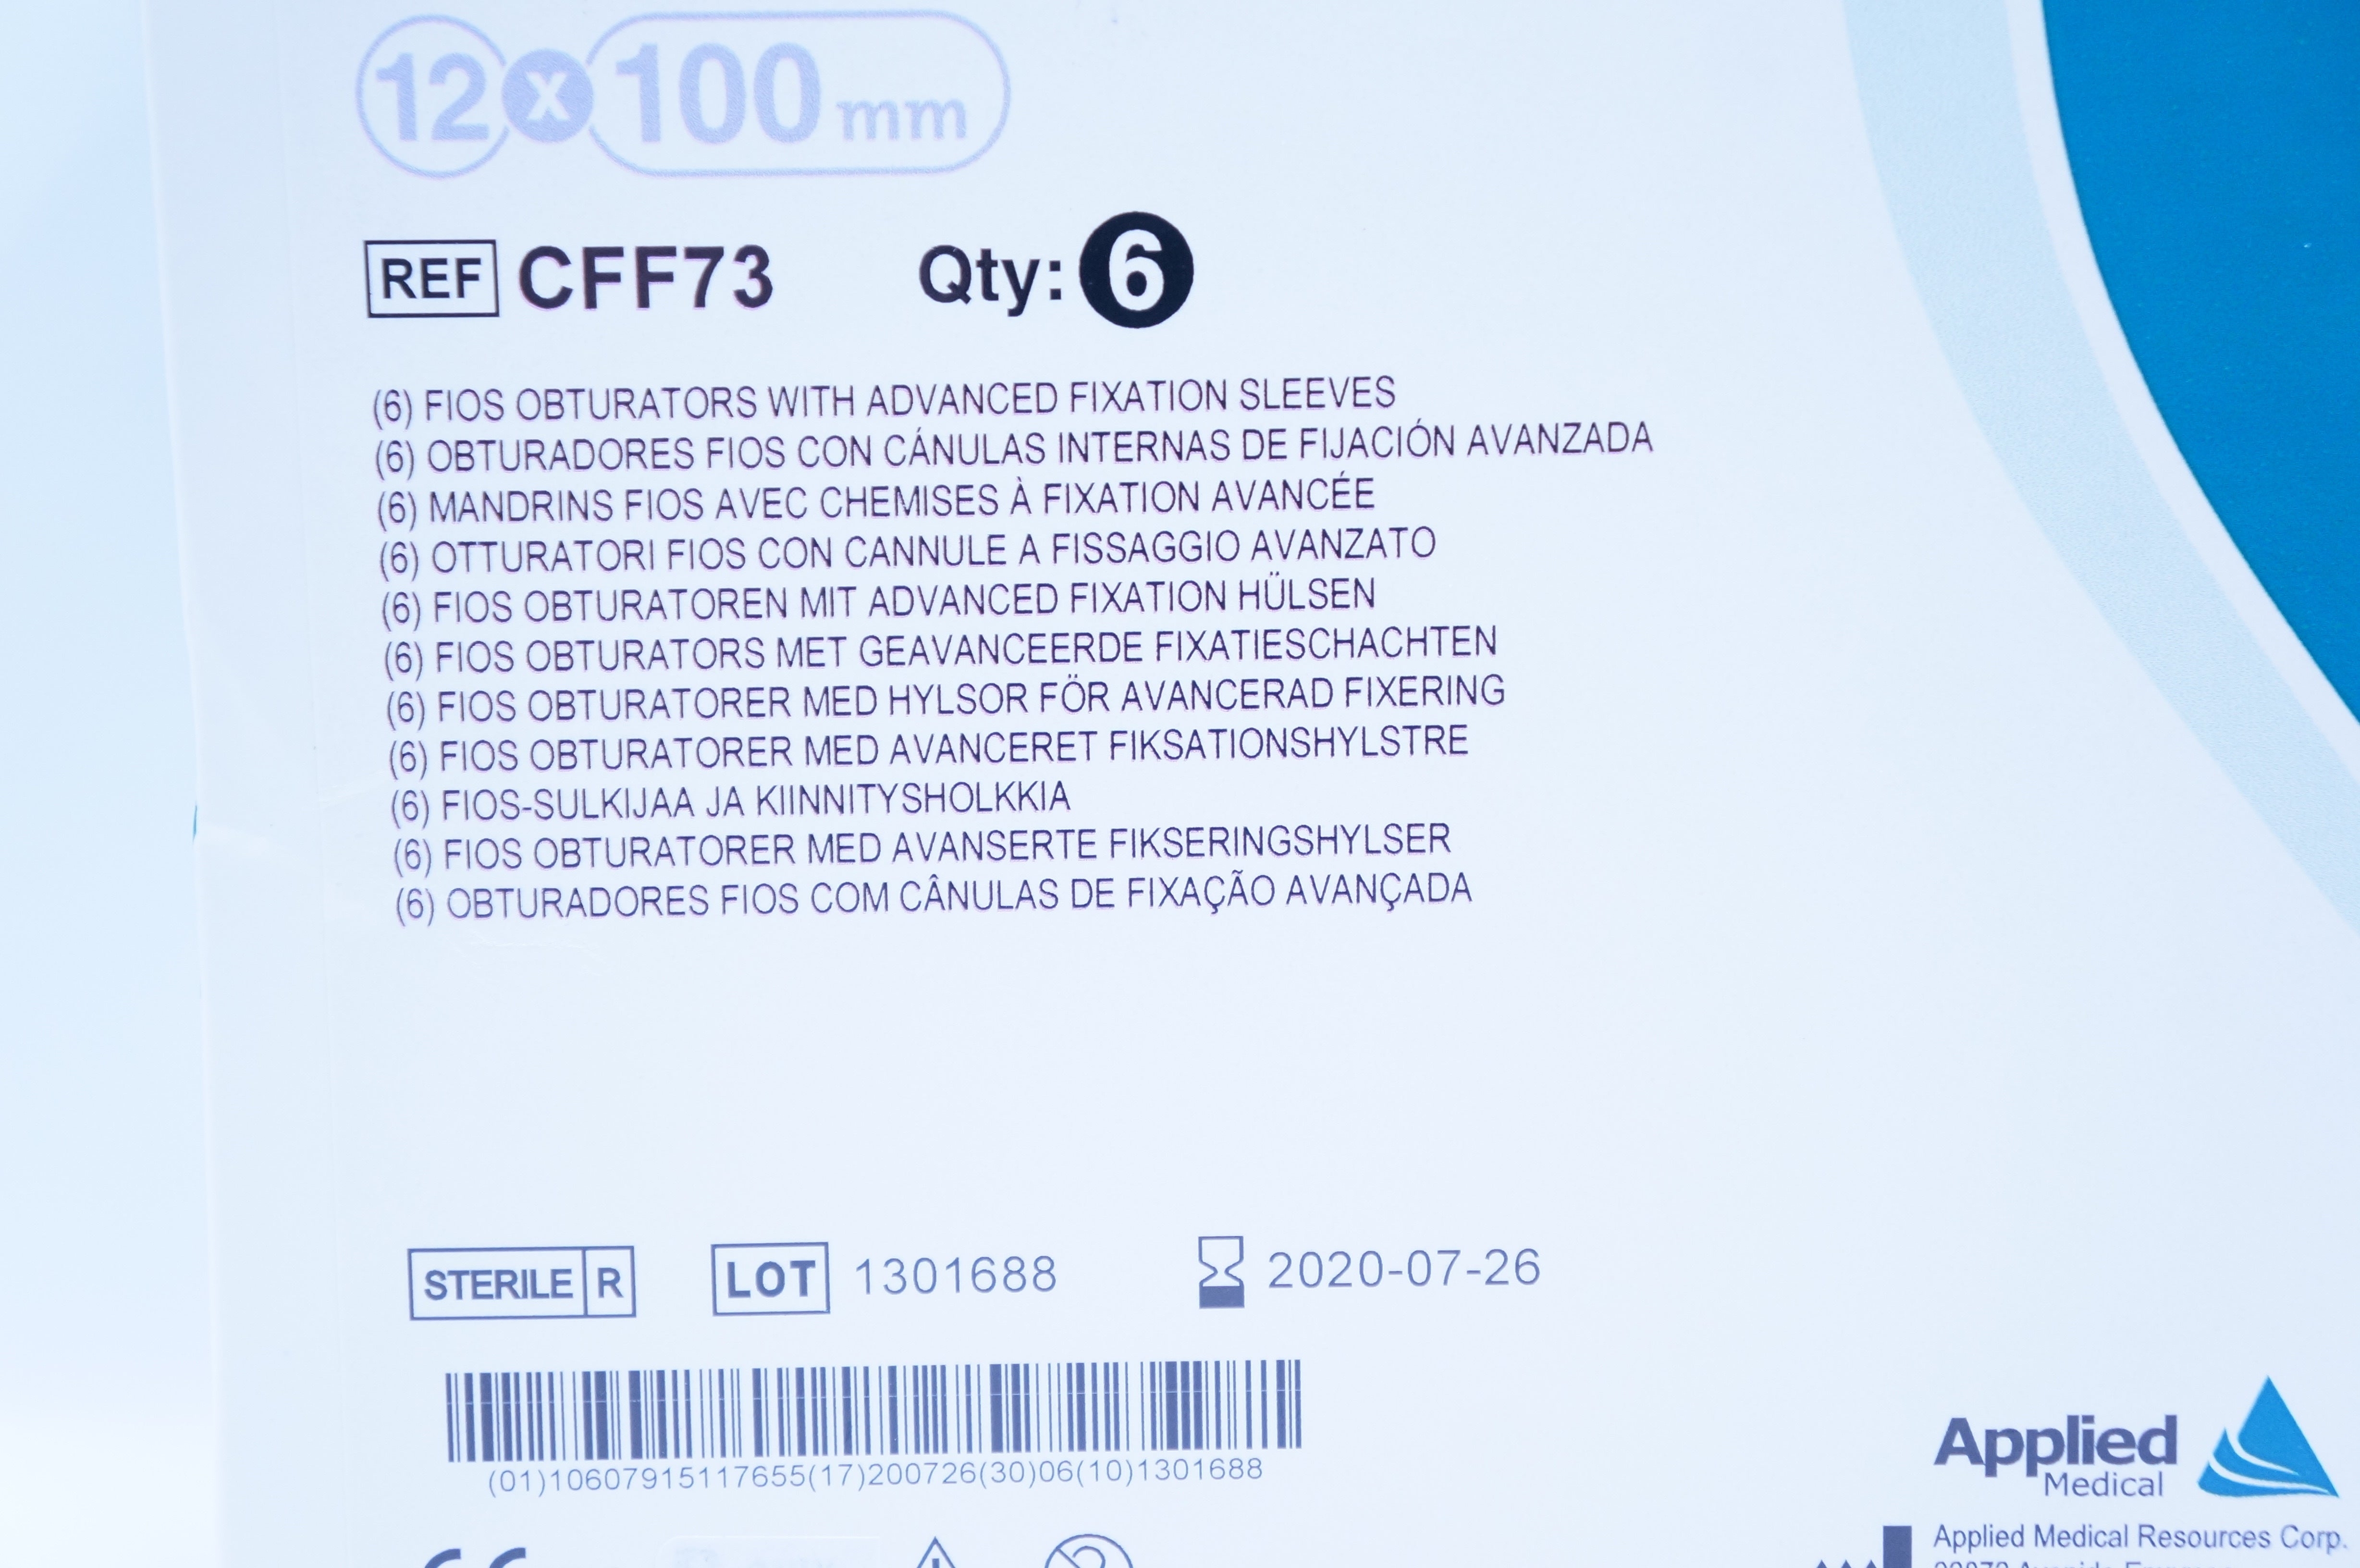 12 x 100 mm
REF CFF73 Qty: 6
(6) FIOS OBTURATORS WITH ADVANCED FIXATION SLEEVES
(6) OBTURADORES FIOS CON CÁNULAS INTERNAS DE FIJACIÓN AVANZADA
(6) MANDRINS FIOS AVEC CHEMISES À FIXATION AVANCÉE
(6) OTTURATORI FIOS CON CANNULE A FISSAGGIO AVANZATO
(6) FIOS OBTURATOREN MIT ADVANCED FIXATION HÜLSEN
(6) FIOS OBTURATORS MET GEAVANCEERDE FIXATIESCHACHTEN
(6) FIOS OBTURATORER MED HYLSOR FÖR AVANCERAD FIXERING
(6) FIOS OBTURATORER MED AVANCERET FIKSATIONSHYLSTRE
(6) FIOS-SULKIJAA JA KIINNITYSHOLKKIA
(6) FIOS OBTURATORER MED AVANSERTE FIKSERINGSHYLSER
(6) OBTURADORES FIOS COM CÂNULAS DE FIXAÇÃO AVANÇADA
STERILE R LOT 1301688 2020-07-26
(01)10607915117655(17)200726(30)06(10)1301688
Applied
Medical
Applied Medical Resources Corp.